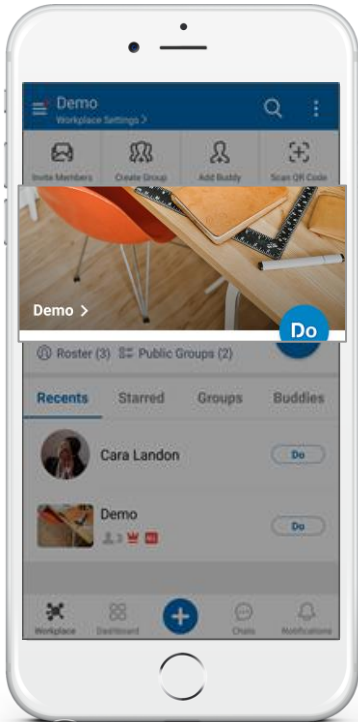 Demo
Workplace Settings >
Invite Members Create Group Add Buddy Scan QR Code
Demo >
Do
Roster (3) Public Groups (2)
Recents Starred Groups Buddies
Cara Landon Do
Demo Do
3
Workplace Dashboard Chats Notifications